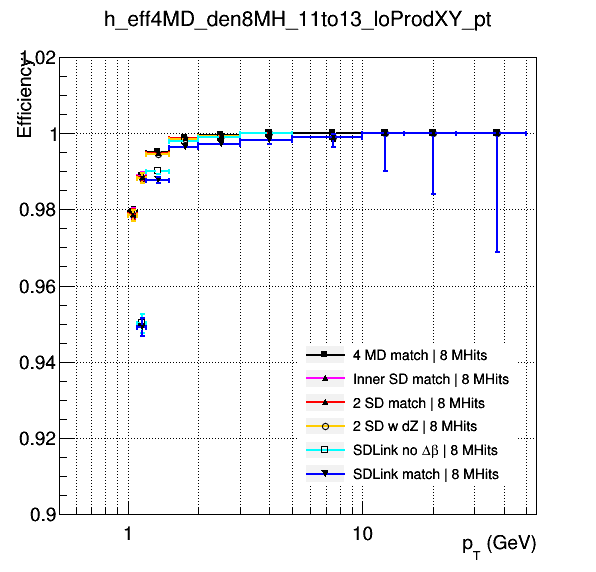 h_eff4MD_den8MH_11to13_loProdXY_pt
Efficiency
1.02
1
0.98
0.96
0.94
0.92
0.9
4 MD match | 8 MHits
Inner SD match | 8 MHits
2 SD match | 8 MHits
2 SD w dZ | 8 MHits
SDLink no Δβ | 8 MHits
SDLink match | 8 MHits
1
10
p_T (GeV)